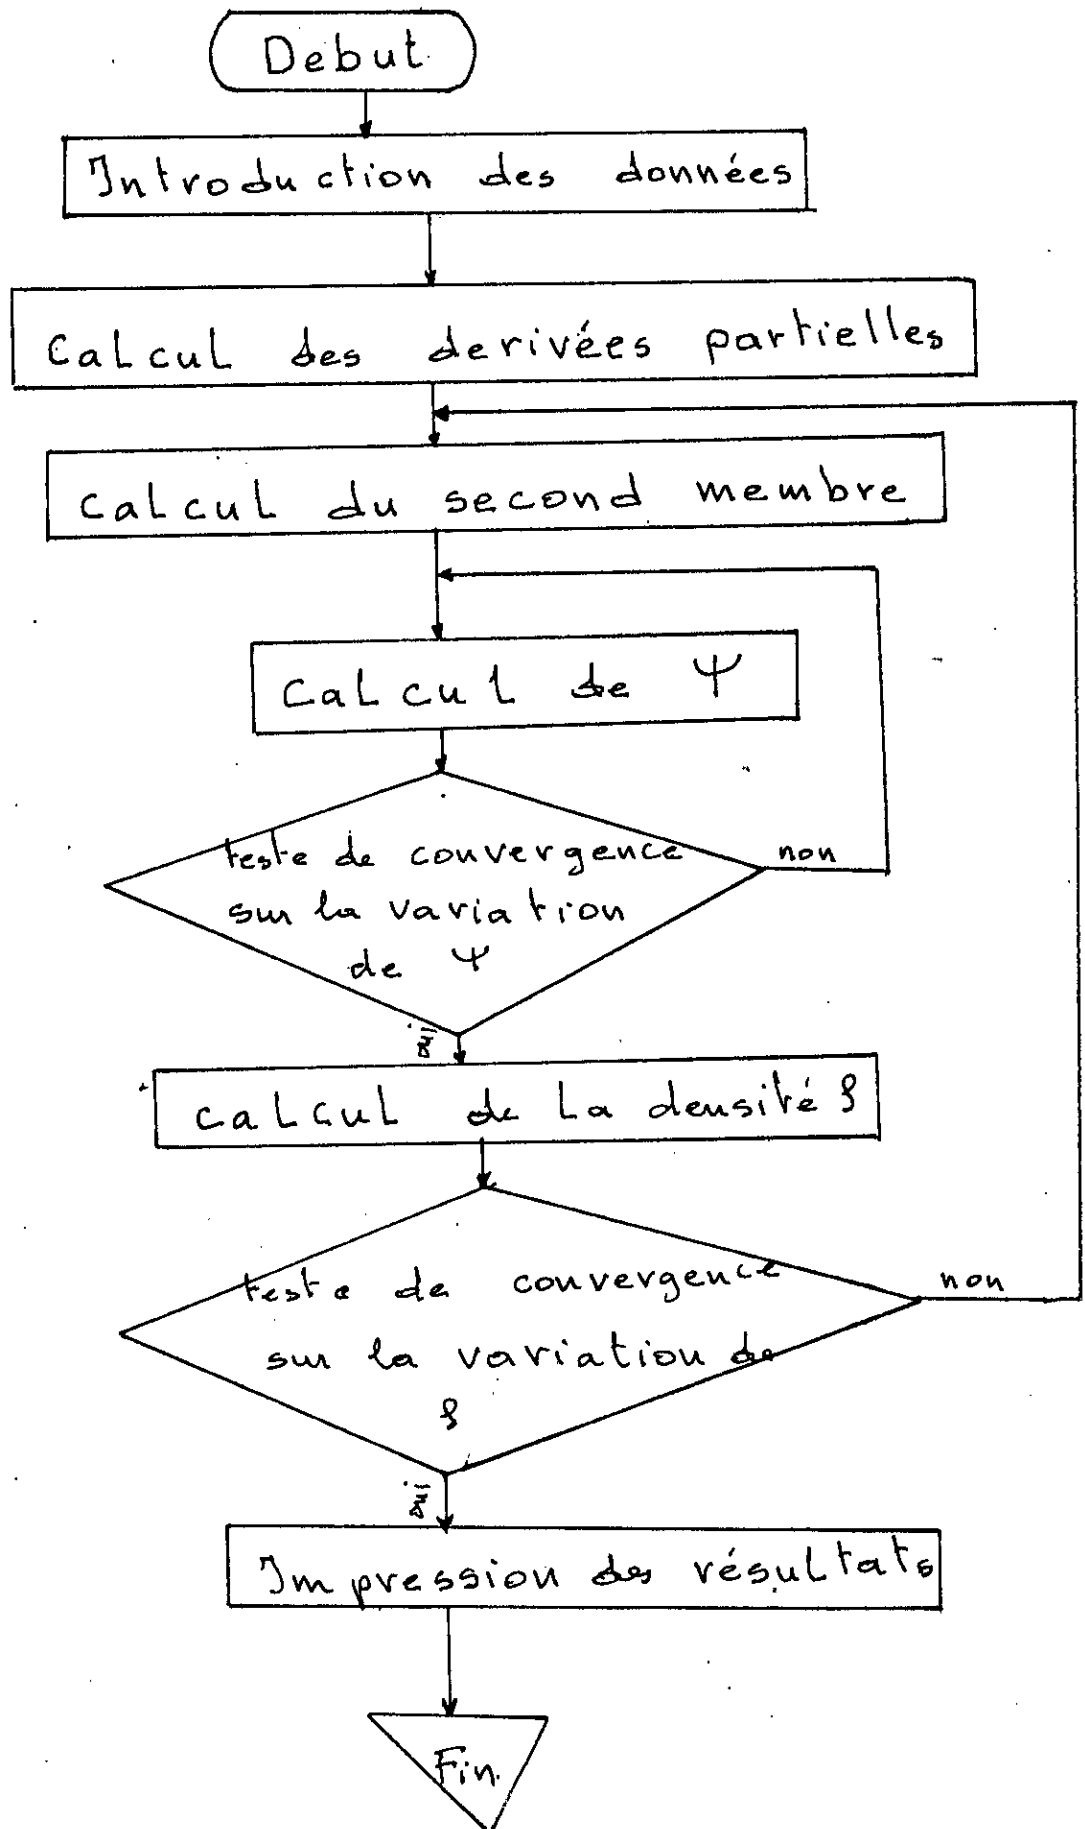 Debut
Introduction des données
Calcul des derivées partielles
Calcul du second membre
Calcul de Ψ
teste de convergence
non
sur la variation
de Ψ
oui
calcul de la densité ρ
teste de convergence
non
sur la variation de
ρ
oui
Impression des résultats
Fin.